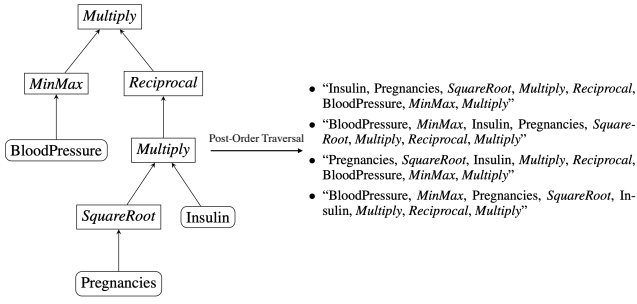 Multiply
MinMax
Reciprocal
BloodPressure
Multiply
SquareRoot
Insulin
Pregnancies
Post-Order Traversal
• “Insulin, Pregnancies, SquareRoot, Multiply, Reciprocal,
BloodPressure, MinMax, Multiply”
• “BloodPressure, MinMax, Insulin, Pregnancies, Square-
Root, Multiply, Reciprocal, Multiply”
• “Pregnancies, SquareRoot, Insulin, Multiply, Reciprocal,
BloodPressure, MinMax, Multiply”
• “BloodPressure, MinMax, Pregnancies, SquareRoot, In-
sulin, Multiply, Reciprocal, Multiply”